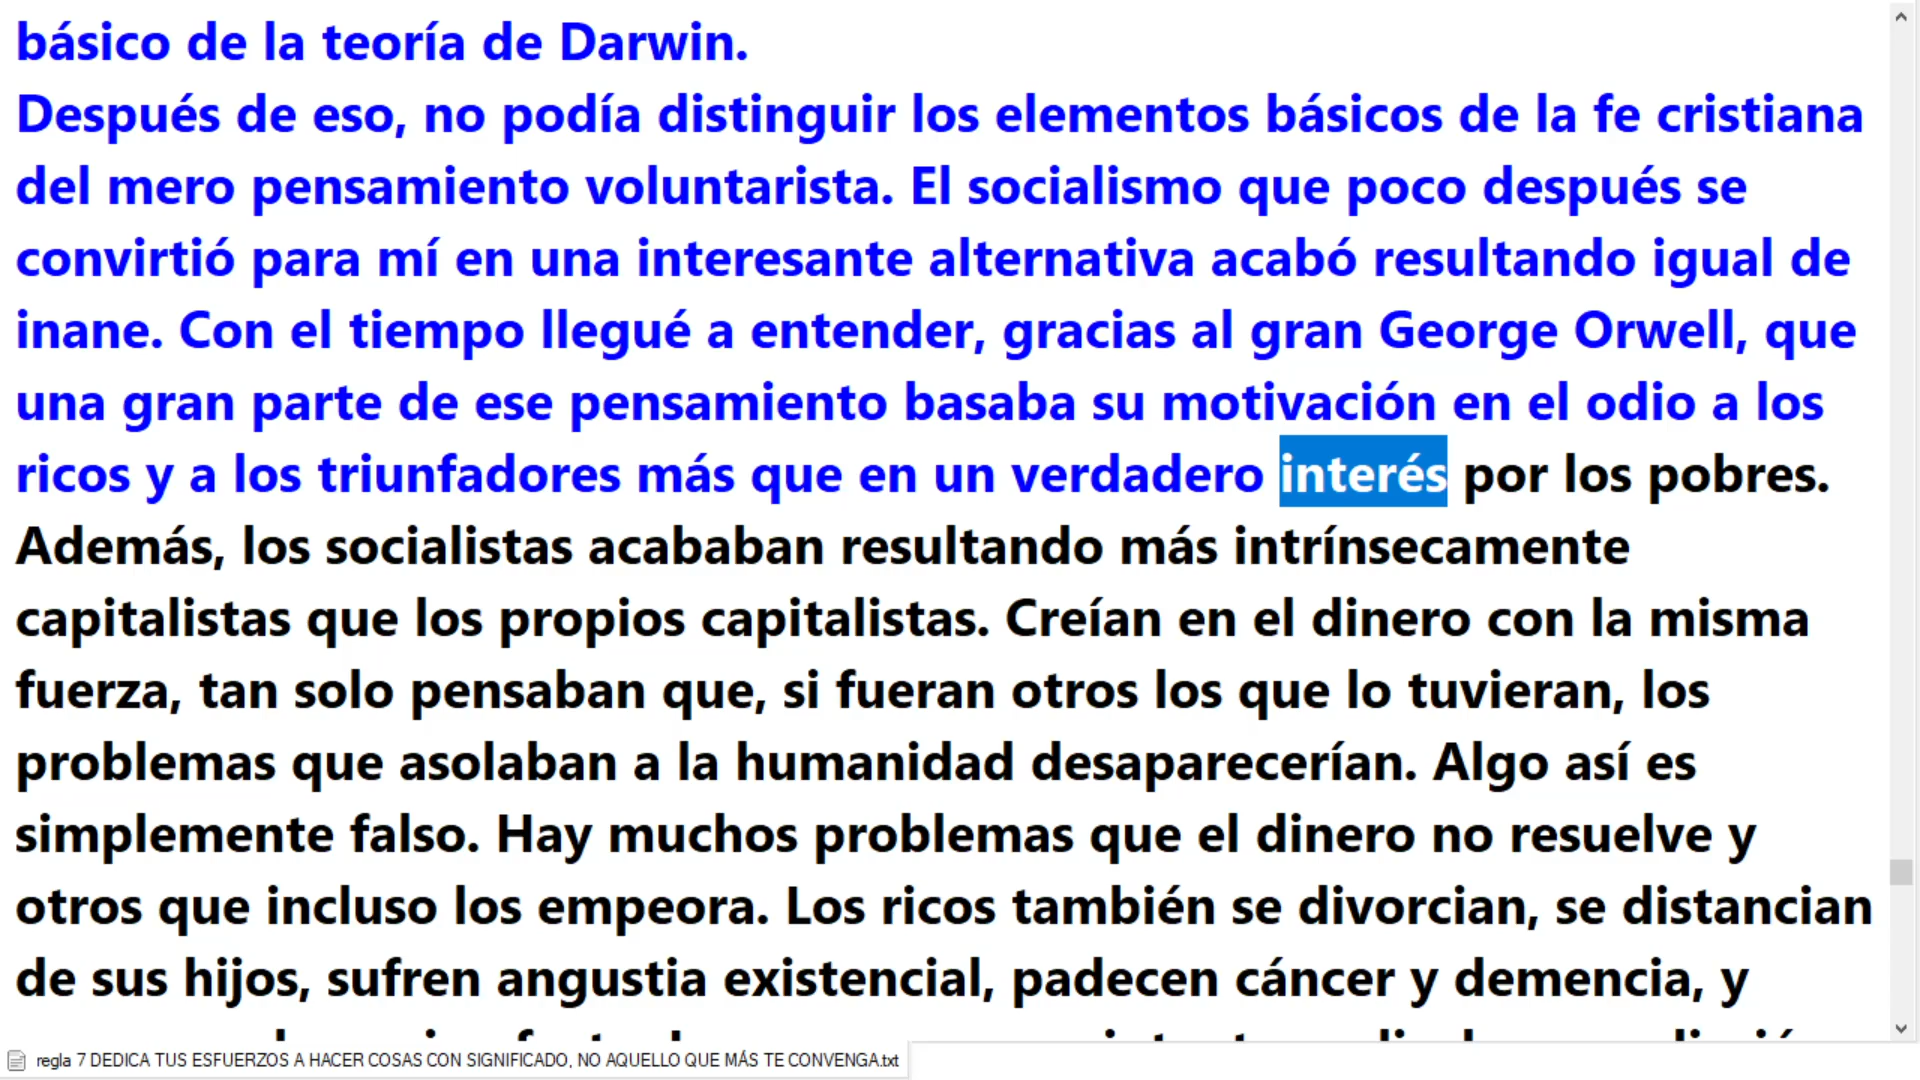 básico de la teoría de Darwin.
Después de eso, no podía distinguir los elementos básicos de la fe cristiana
del mero pensamiento voluntarista. El socialismo que poco después se
convirtió para mí en una interesante alternativa acabó resultando igual de
inane. Con el tiempo llegué a entender, gracias al gran George Orwell, que
una gran parte de ese pensamiento basaba su motivación en el odio a los
ricos y a los triunfadores más que en un verdadero interés por los pobres.
Además, los socialistas acababan resultando más intrínsecamente
capitalistas que los propios capitalistas. Creían en el dinero con la misma
fuerza, tan solo pensaban que, si fueran otros los que lo tuvieran, los
problemas que asolaban a la humanidad desaparecerían. Algo así es
simplemente falso. Hay muchos problemas que el dinero no resuelve y
otros que incluso los empeora. Los ricos también se divorcian, se distancian
de sus hijos, sufren angustia existencial, padecen cáncer y demencia, y
regla 7 DEDICA TUS ESFUERZOS A HACER COSAS CON SIGNIFICADO, NO AQUELLO QUE MÁS TE CONVENGA.txt